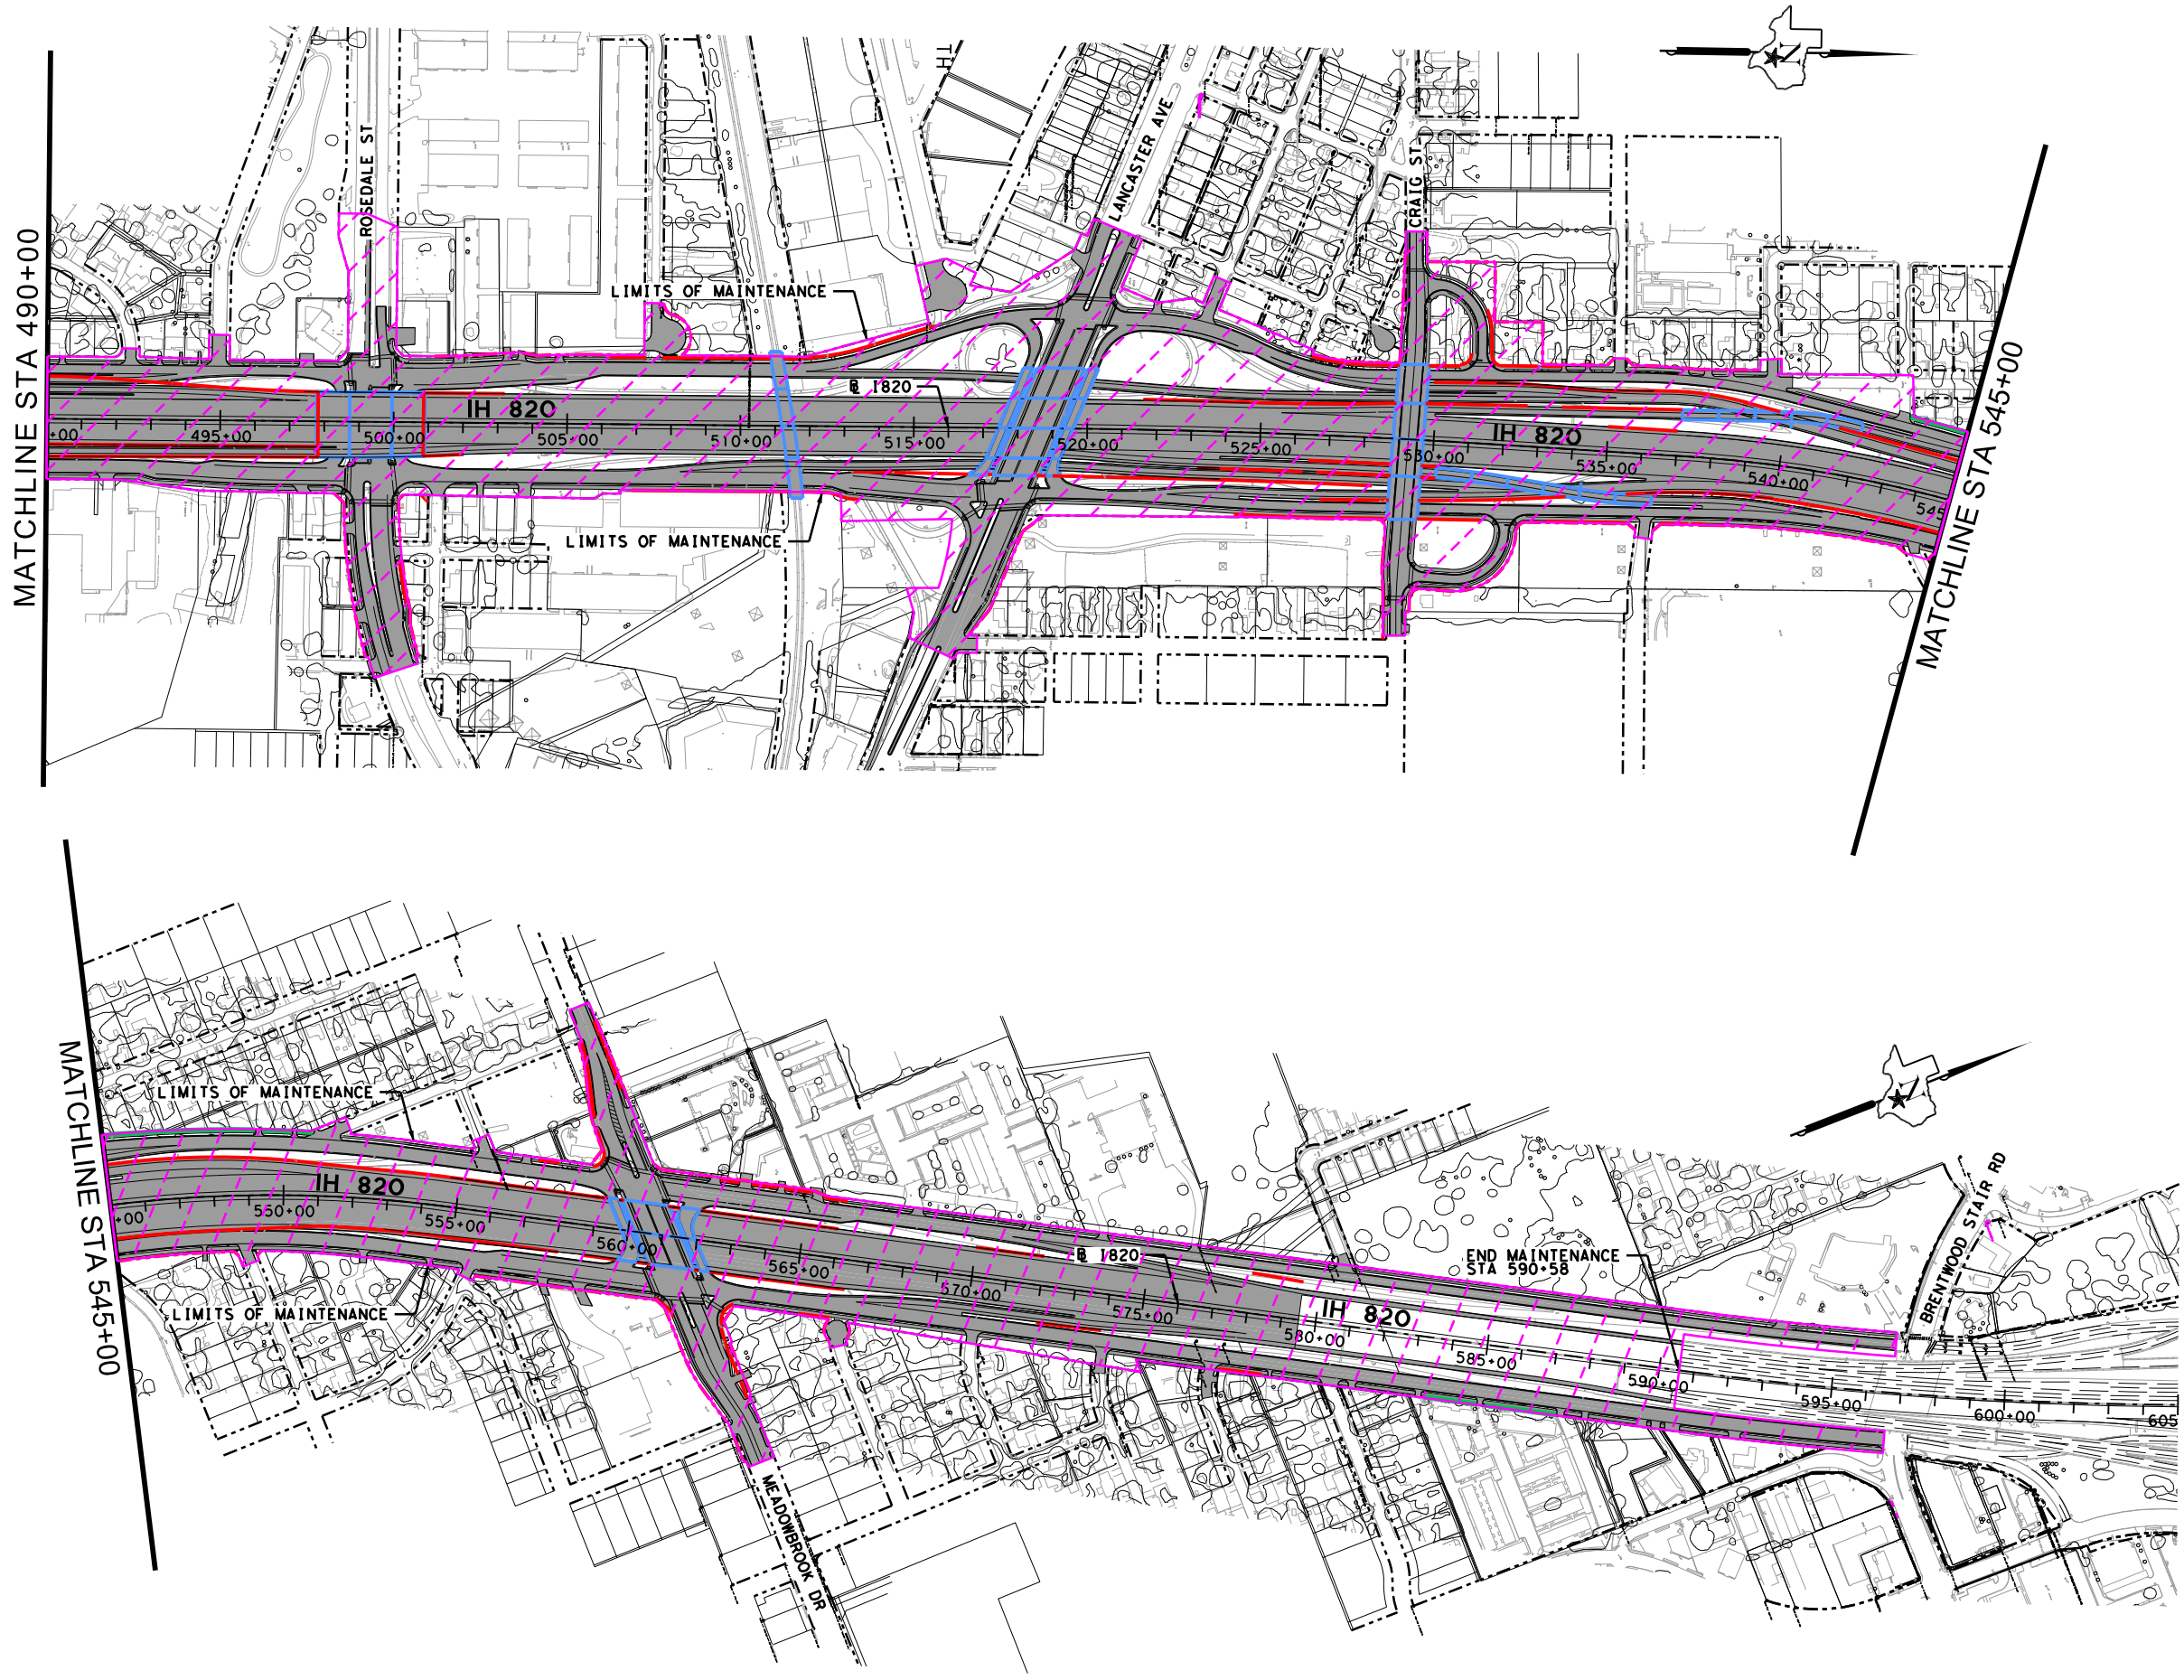 MATCHLINE STA 490+00
ROSEDALE ST
TH
LANCASTER AVE
CRAIG ST
N
LIMITS OF MAINTENANCE
B I820
IH 820
IH 820
+00
495+00
500+00
505+00
510+00
515+00
520+00
525+00
530+00
535+00
540+00
545
LIMITS OF MAINTENANCE
MATCHLINE STA 545+00
MATCHLINE STA 545+00
LIMITS OF MAINTENANCE
N
IH 820
+00
550+00
555+00
560+00
565+00
570+00
575+00
580+00
585+00
590+00
595+00
600+00
605
B I820
END MAINTENANCE
STA 590+58
IH 820
BRENTWOOD STAIR RD
LIMITS OF MAINTENANCE
MEADOWBROOK DR